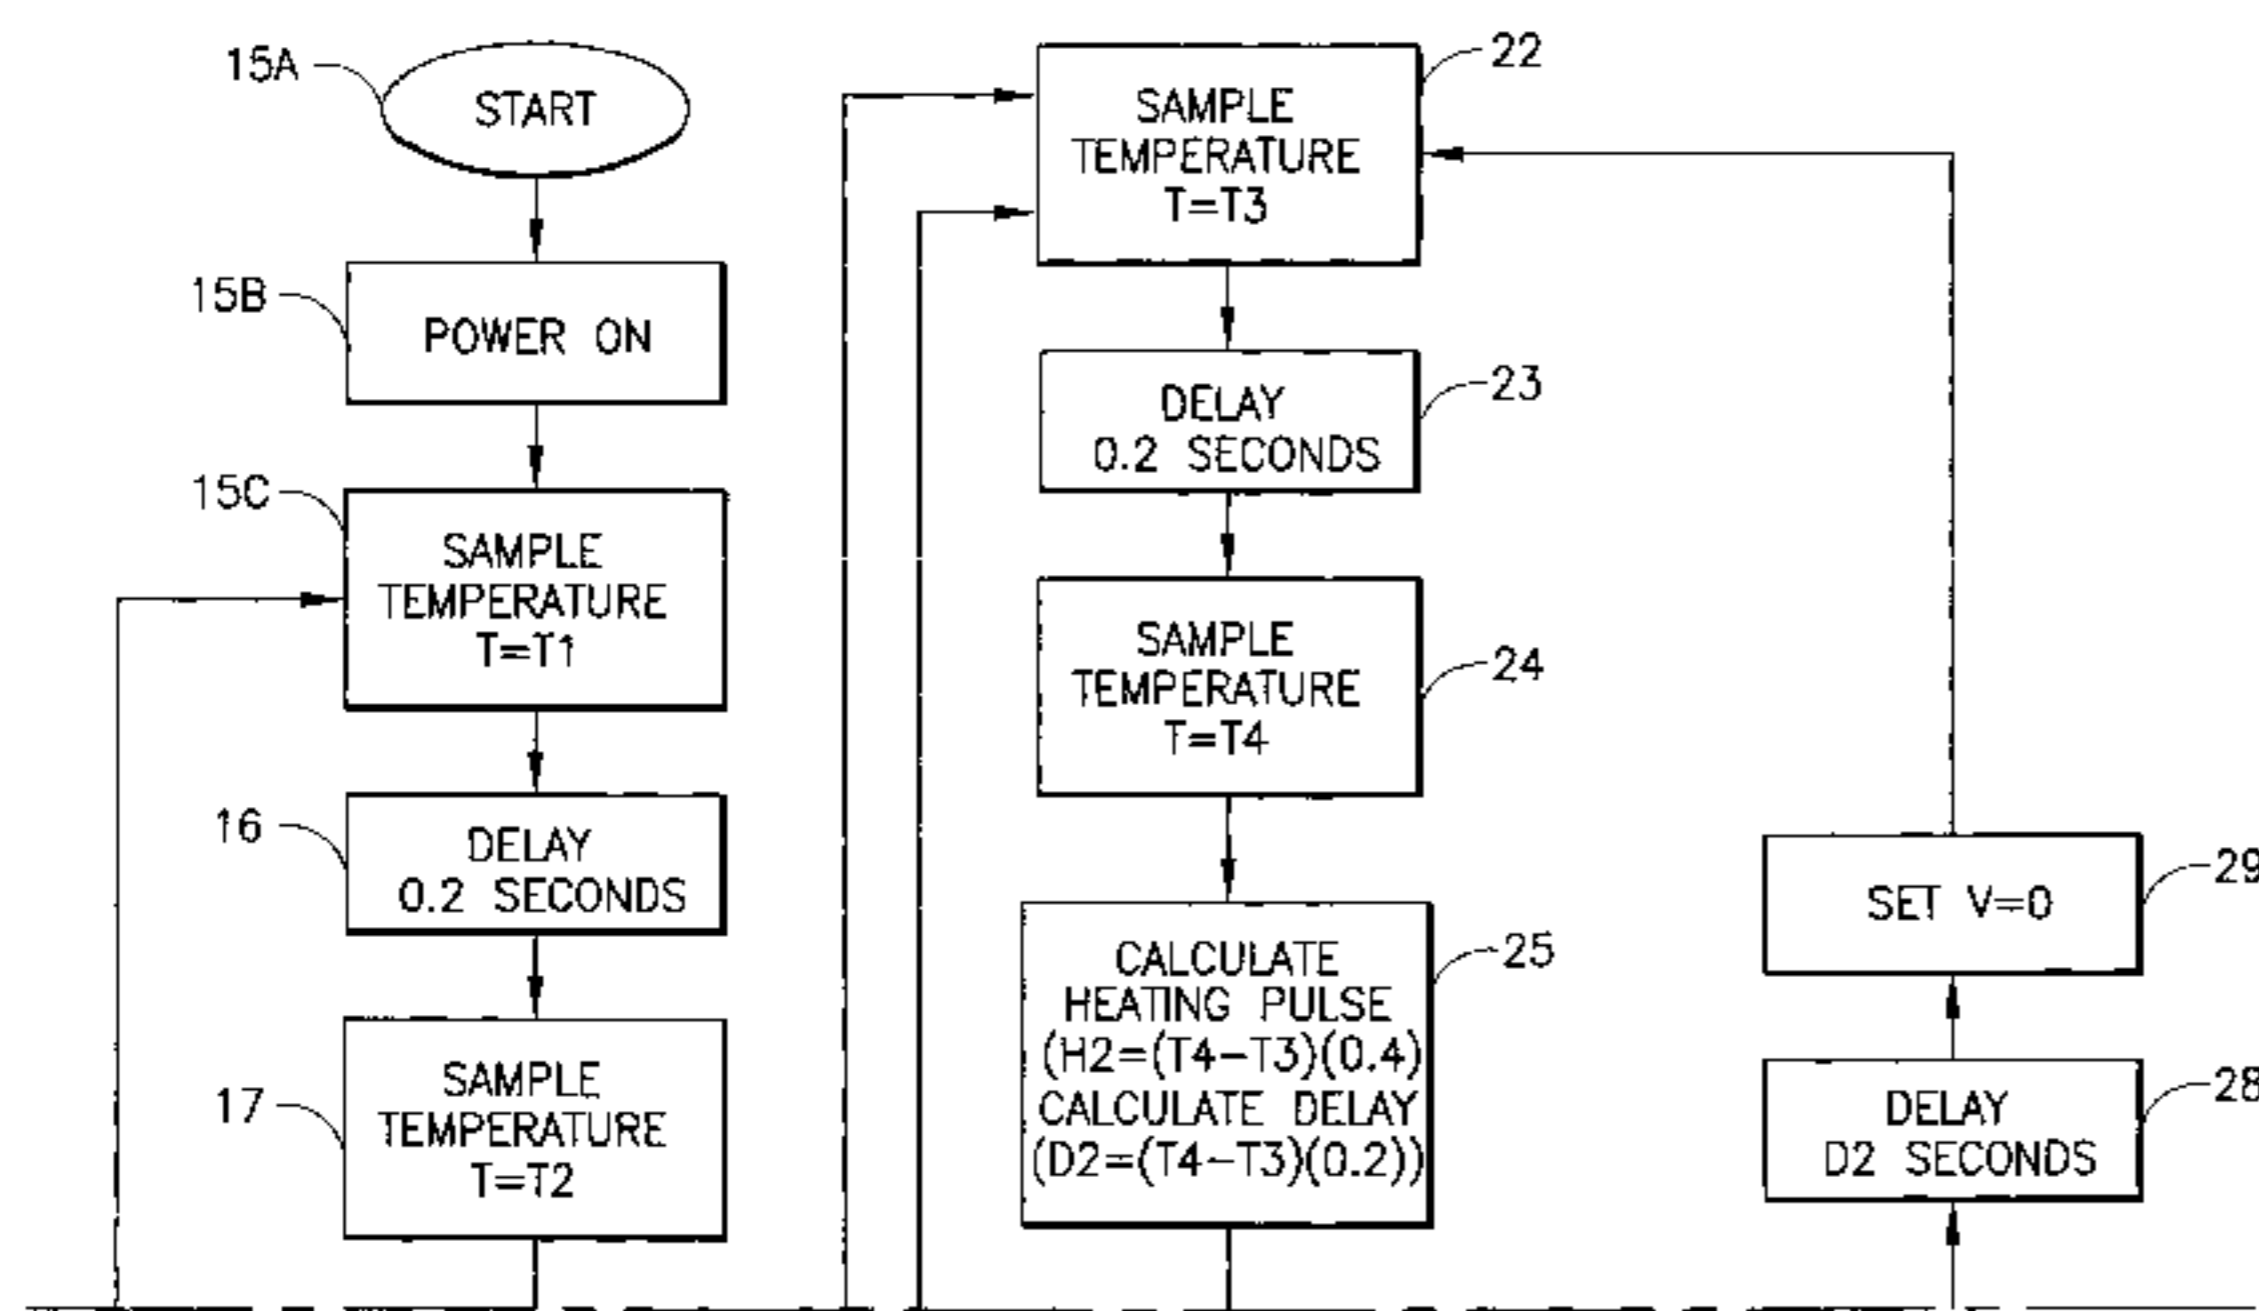 15A
START
15B
POWER ON
15C
SAMPLE
TEMPERATURE
T=T1
16
DELAY
0.2 SECONDS
17
SAMPLE
TEMPERATURE
T=T2
22
SAMPLE
TEMPERATURE
T=T3
23
DELAY
0.2 SECONDS
24
SAMPLE
TEMPERATURE
T=T4
25
CALCULATE
HEATING PULSE
(H2=(T4-T3)(0.4)
CALCULATE DELAY
(D2=(T4-T3)(0.2))
29
SET V=0
28
DELAY
D2 SECONDS